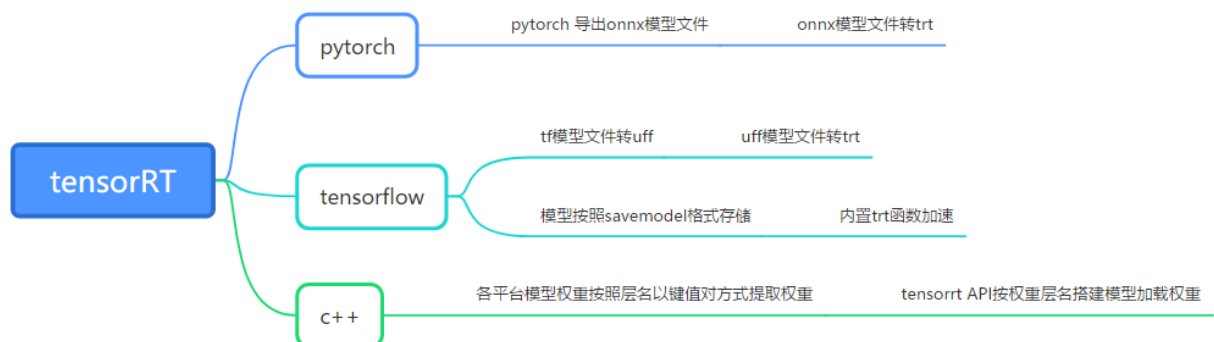 tensorRT
pytorch
pytorch 导出onnx模型文件
onnx模型文件转trt
tensorflow
tf模型文件转uff
uff模型文件转trt
模型按照savemodel格式存储
内置trt函数加速
c++
各平台模型权重按照层名以键值对方式提取权重
tensorrt API按权重层名搭建模型加载权重